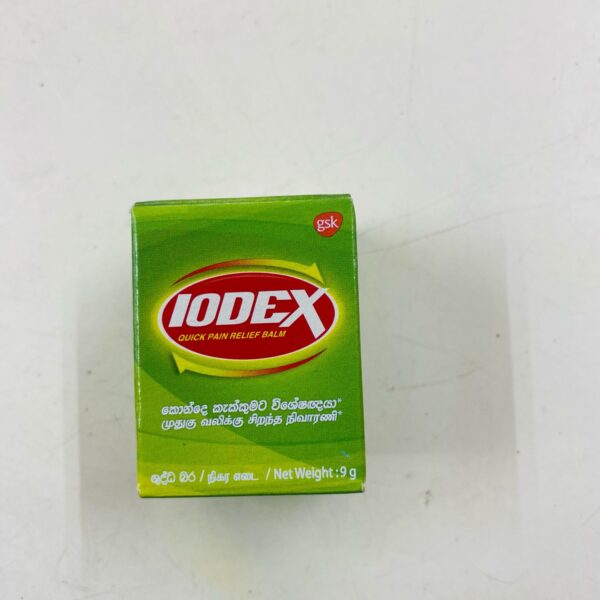 gsk
IODEX
QUICK PAIN RELIEF BALM
කොන්දෙ කැක්කුමට විශේෂඥයා*
முதுகு வலிக்கு சிறந்த நிவாரணி*
ශුද්ධ බර / நிகர எடை / Net Weight : 9 g